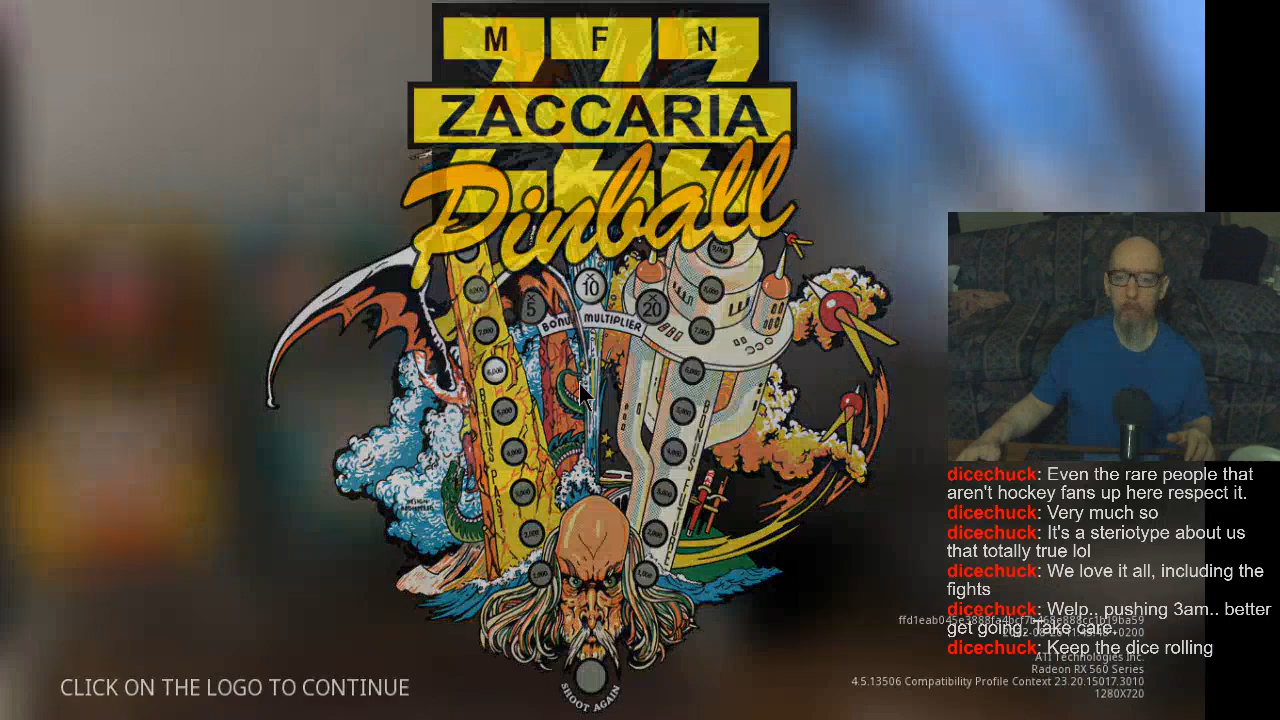 M F N
ZACCARIA
Pinball
X 5
X 10
X 20
BONUS MULTIPLIER
SHOOT AGAIN
CLICK ON THE LOGO TO CONTINUE
dicechuck: Even the rare people that
aren't hockey fans up here respect it.
dicechuck: Very much so
dicechuck: It's a steriotype about us
that totally true lol
dicechuck: We love it all, including the
fights
dicechuck: Welp.. pushing 3am.. better
get going. Take care.
dicechuck: Keep the dice rolling
ATI Technologies Inc.
Radeon RX 560 Series
4.5.13506 Compatibility Profile Context 23.20.15017.3010
1280X720